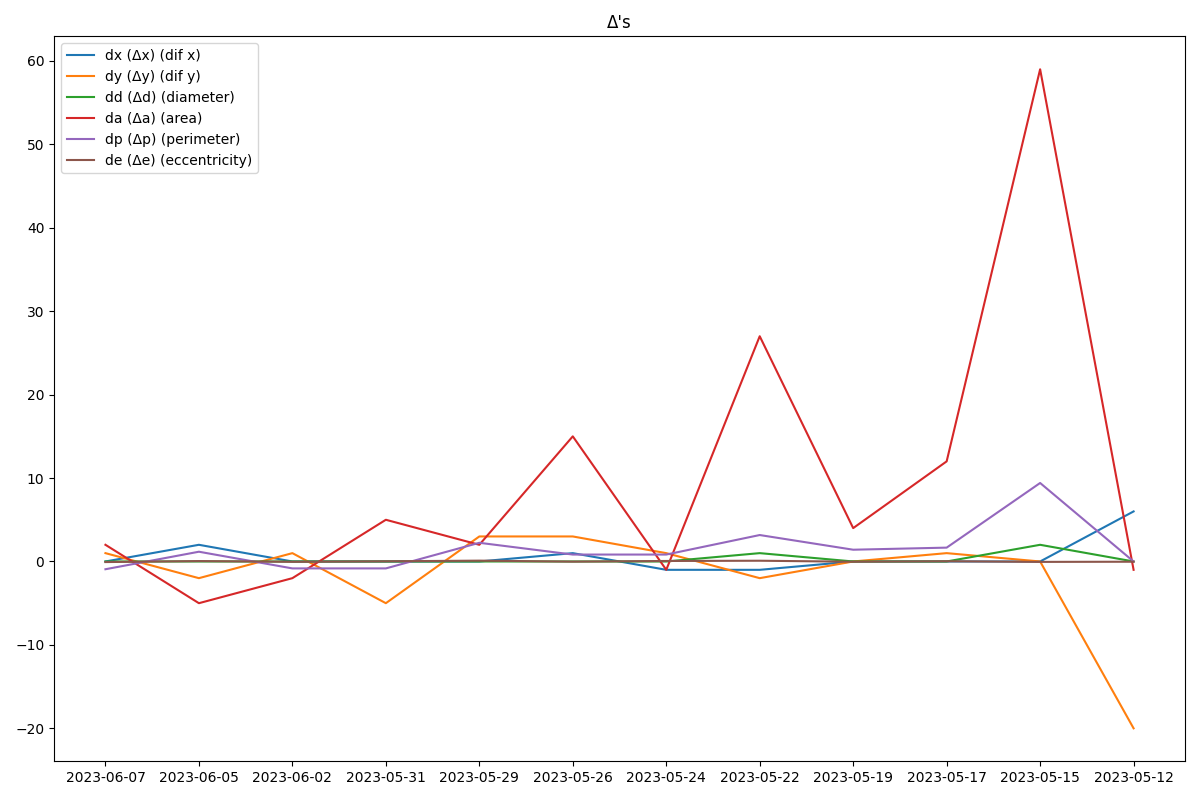 Δ's
dx (Δx) (dif x)
dy (Δy) (dif y)
dd (Δd) (diameter)
da (Δa) (area)
dp (Δp) (perimeter)
de (Δe) (eccentricity)
60
50
40
30
20
10
0
−10
−20
2023-06-07 2023-06-05 2023-06-02 2023-05-31 2023-05-29 2023-05-26 2023-05-24 2023-05-22 2023-05-19 2023-05-17 2023-05-15 2023-05-12